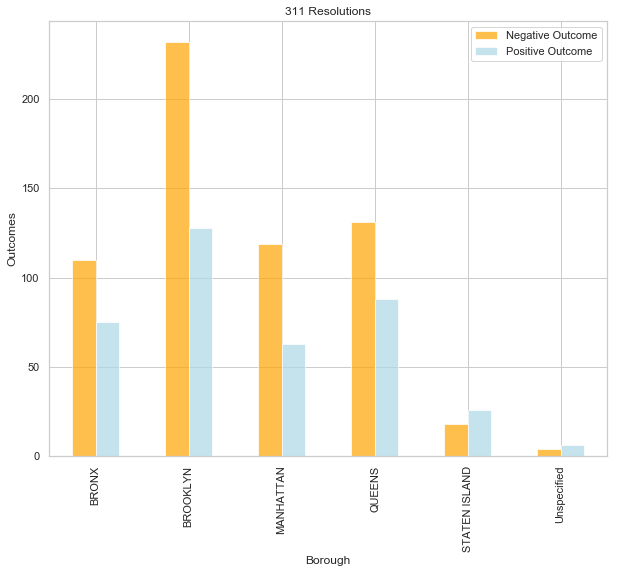 311 Resolutions
Negative Outcome
Positive Outcome
Outcomes
200
150
100
50
0
BRONX
BROOKLYN
MANHATTAN
QUEENS
STATEN ISLAND
Unspecified
Borough